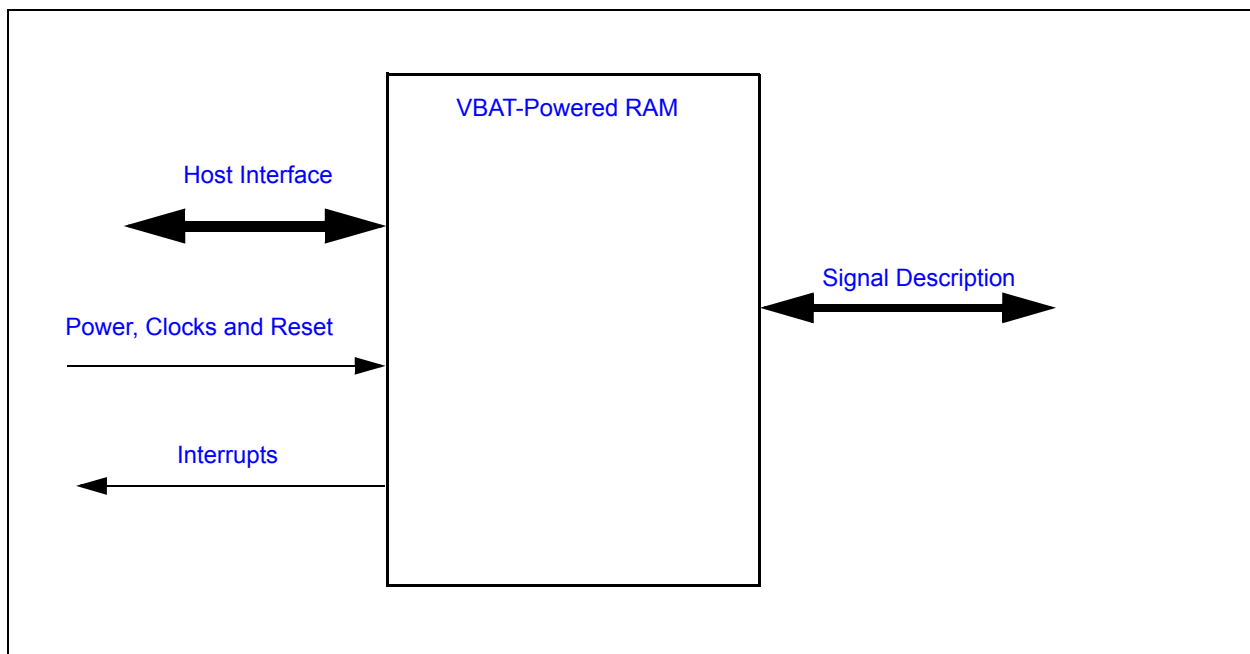 VBAT-Powered RAM
Host Interface
Signal Description
Power, Clocks and Reset
Interrupts